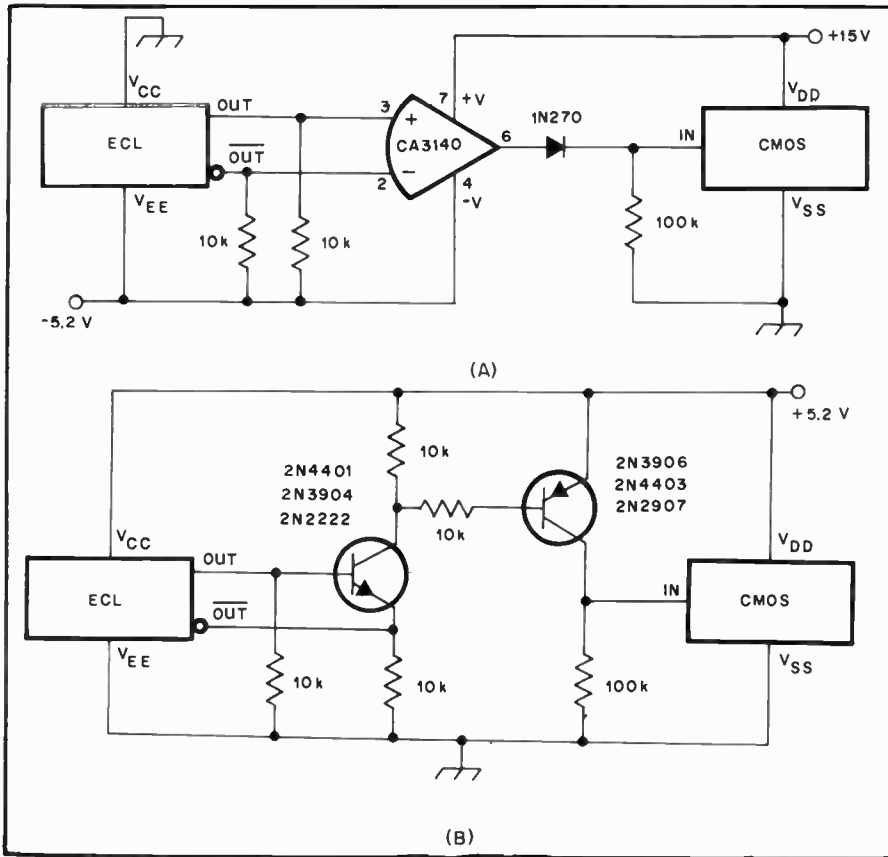 +15V
V_CC
7
+V
V_DD
OUT
3
+
1N270
ECL
CA3140
6
IN
CMOS
OUT
2
−
4
-V
V_EE
V_SS
10k
10k
100k
-5.2 V
(A)
+5.2 V
10k
2N4401
2N3904
2N2222
2N3906
2N4403
2N2907
10k
V_CC
V_DD
OUT
ECL
IN
CMOS
OUT
V_EE
V_SS
10k
10k
100k
(B)